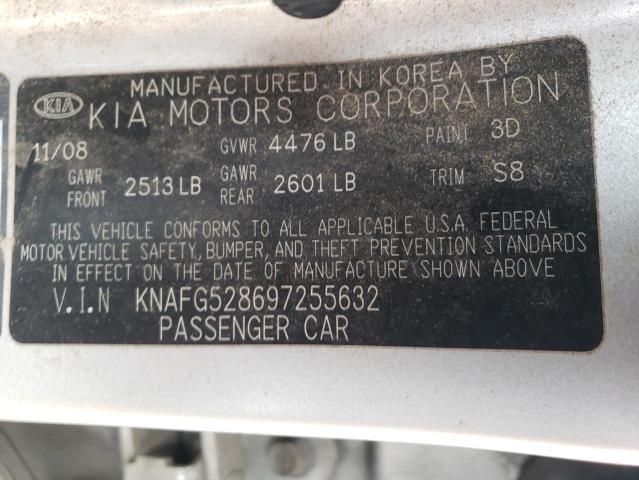 MANUFACTURED IN KOREA BY
KIA KIA MOTORS CORPORATION
11/08 GVWR 4476 LB PAINT 3D
GAWR FRONT 2513 LB GAWR REAR 2601 LB TRIM S8
THIS VEHICLE CONFORMS TO ALL APPLICABLE U.S.A. FEDERAL
MOTOR VEHICLE SAFETY, BUMPER, AND THEFT PREVENTION STANDARDS
IN EFFECT ON THE DATE OF MANUFACTURE SHOWN ABOVE
V.I.N KNAFG528697255632
PASSENGER CAR